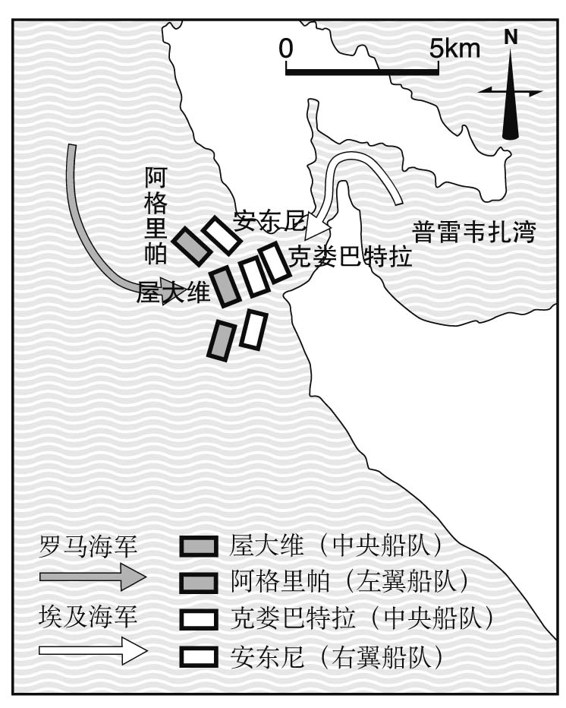 N
0 5km
阿格里帕
安东尼
普雷韦扎湾
克娄巴特拉
屋大维
罗马海军
屋大维（中央船队）
阿格里帕（左翼船队）
埃及海军
克娄巴特拉（中央船队）
安东尼（右翼船队）